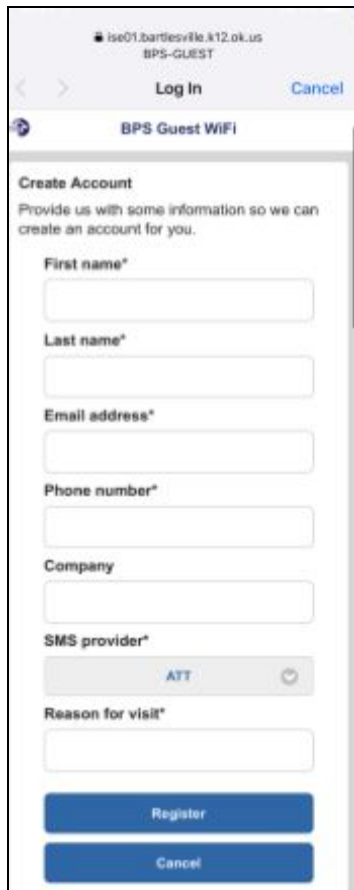 ise01.bartlesville.k12.ok.us
BPS-GUEST
Log In Cancel
BPS Guest WiFi
Create Account
Provide us with some information so we can
create an account for you.
First name*
Last name*
Email address*
Phone number*
Company
SMS provider*
ATT
Reason for visit*
Register
Cancel